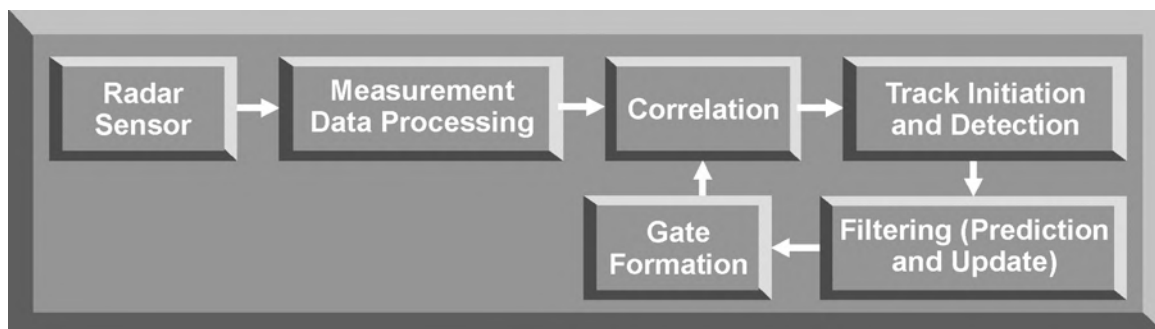 Radar
Sensor
Measurement
Data Processing
Correlation
Track Initiation
and Detection
Gate
Formation
Filtering (Prediction
and Update)